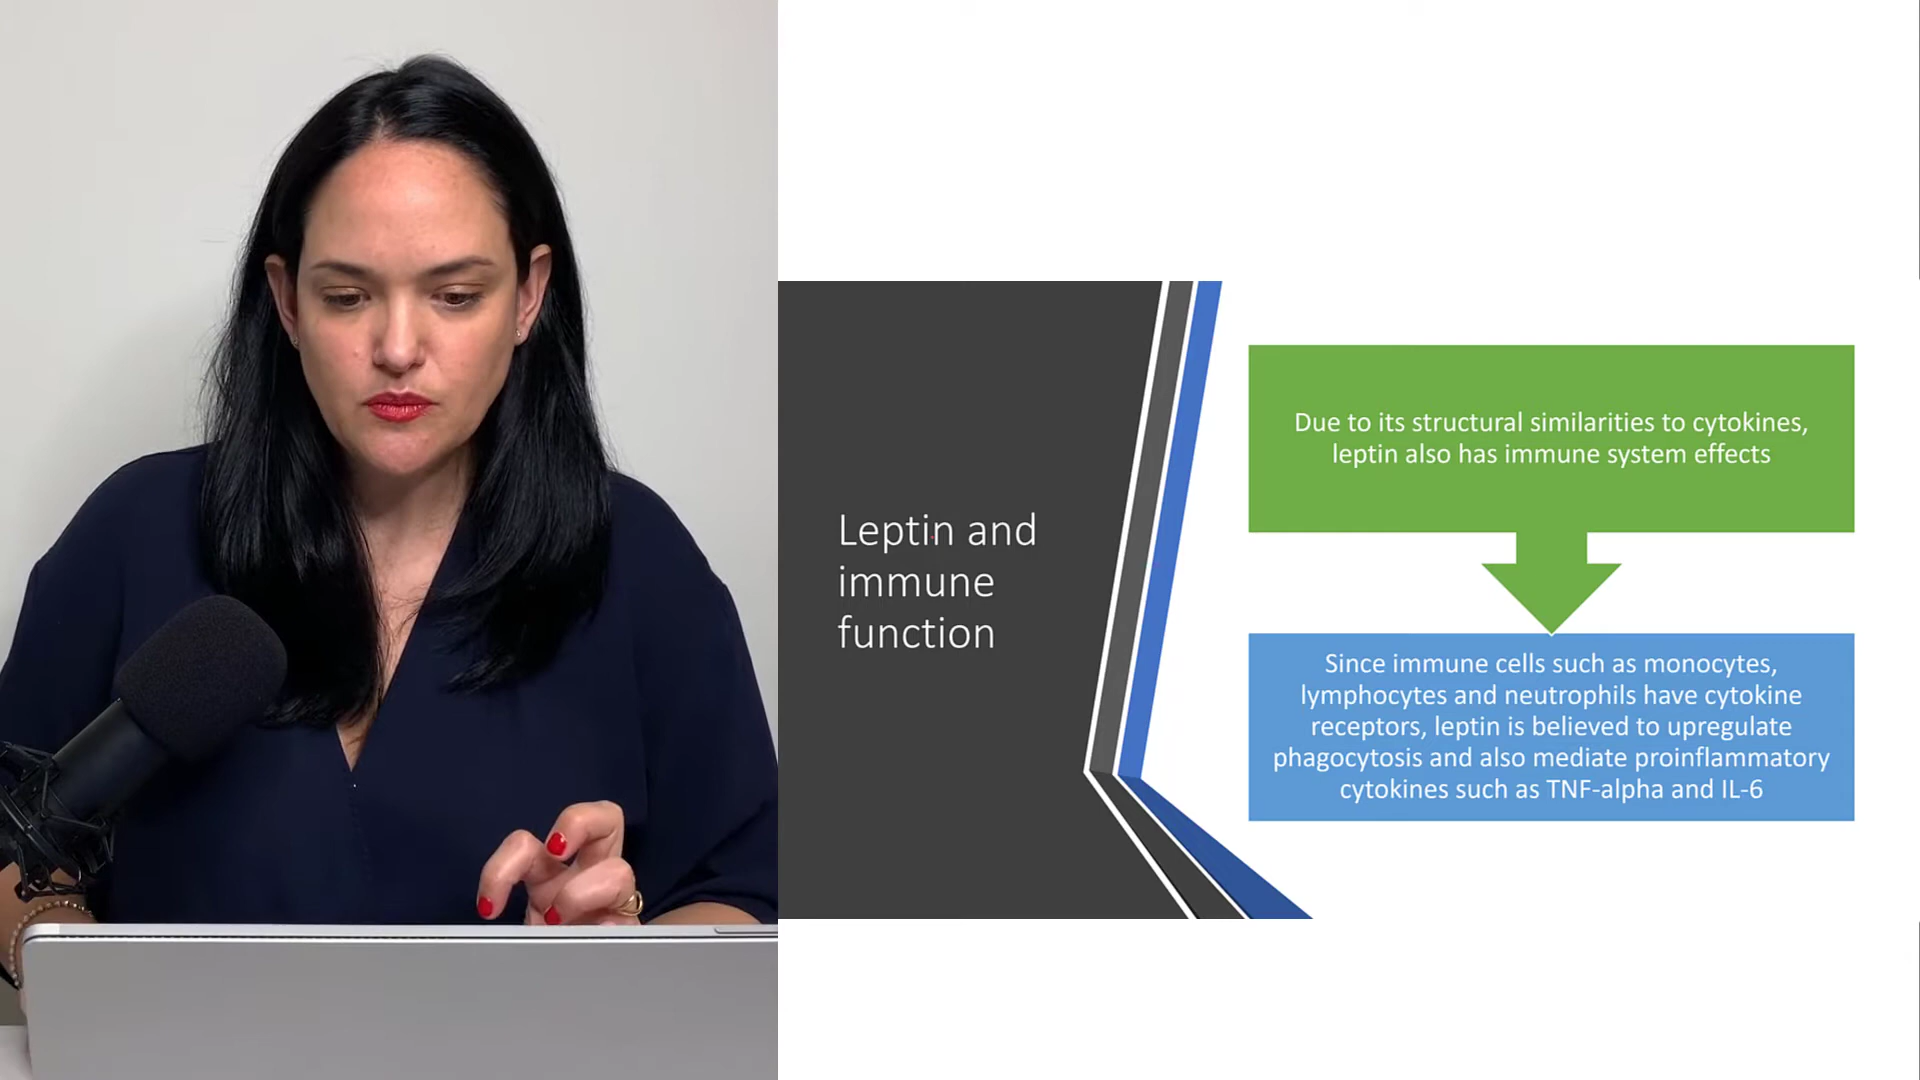 Leptin and
immune
function
Due to its structural similarities to cytokines,
leptin also has immune system effects
Since immune cells such as monocytes,
lymphocytes and neutrophils have cytokine
receptors, leptin is believed to upregulate
phagocytosis and also mediate proinflammatory
cytokines such as TNF-alpha and IL-6